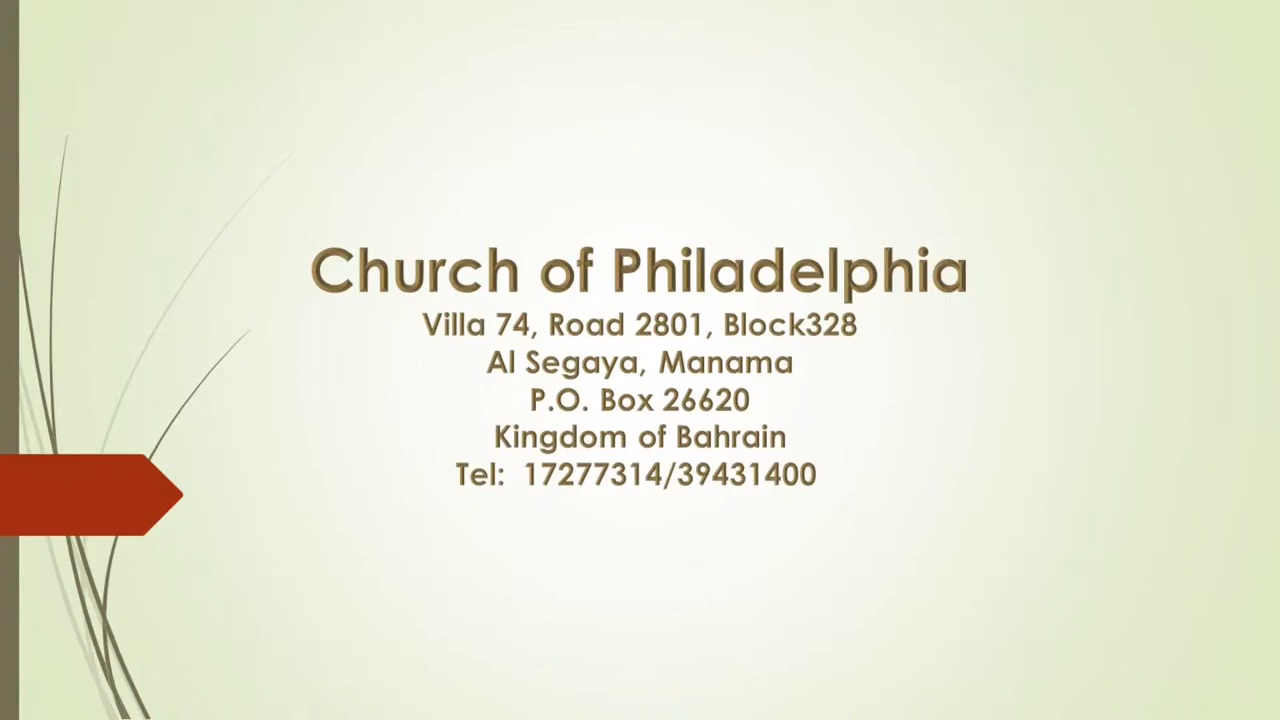 Church of Philadelphia
Villa 74, Road 2801, Block328
Al Segaya, Manama
P.O. Box 26620
Kingdom of Bahrain
Tel:  17277314/39431400